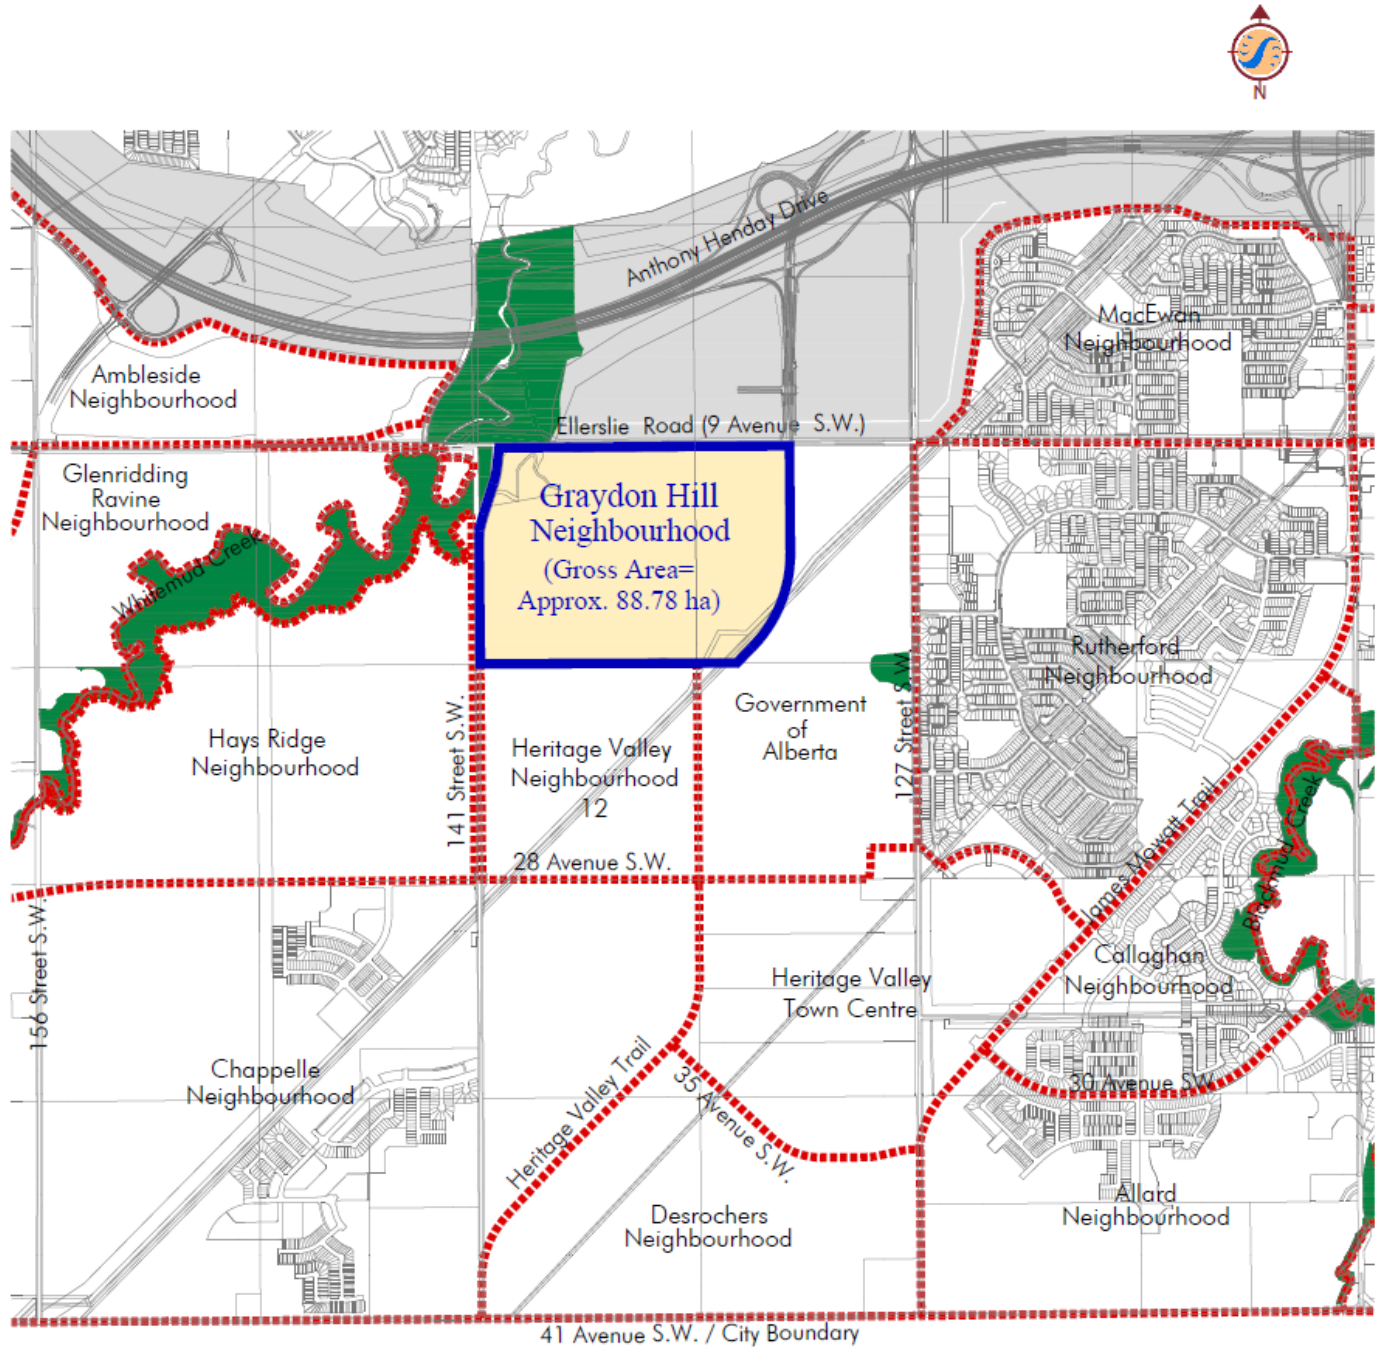 N
Anthony Henday Drive
MacEwan
Neighbourhood
Ambleside
Neighbourhood
Ellerslie Road (9 Avenue S.W.)
Glenridding
Ravine
Neighbourhood
Graydon Hill
Neighbourhood
(Gross Area=
Approx. 88.78 ha)
Whitemud Creek
Rutherford
Neighbourhood
Government
of
Alberta
127 Street S.W.
141 Street S.W.
Hays Ridge
Neighbourhood
Heritage Valley
Neighbourhood
12
James Mowatt Trail
Blackmud Creek
28 Avenue S.W.
156 Street S.W.
Callaghan
Neighbourhood
Heritage Valley
Town Centre
Chappelle
Neighbourhood
Heritage Valley Trail
35 Avenue S.W.
30 Avenue SW
Allard
Neighbourhood
Desrochers
Neighbourhood
41 Avenue S.W. / City Boundary